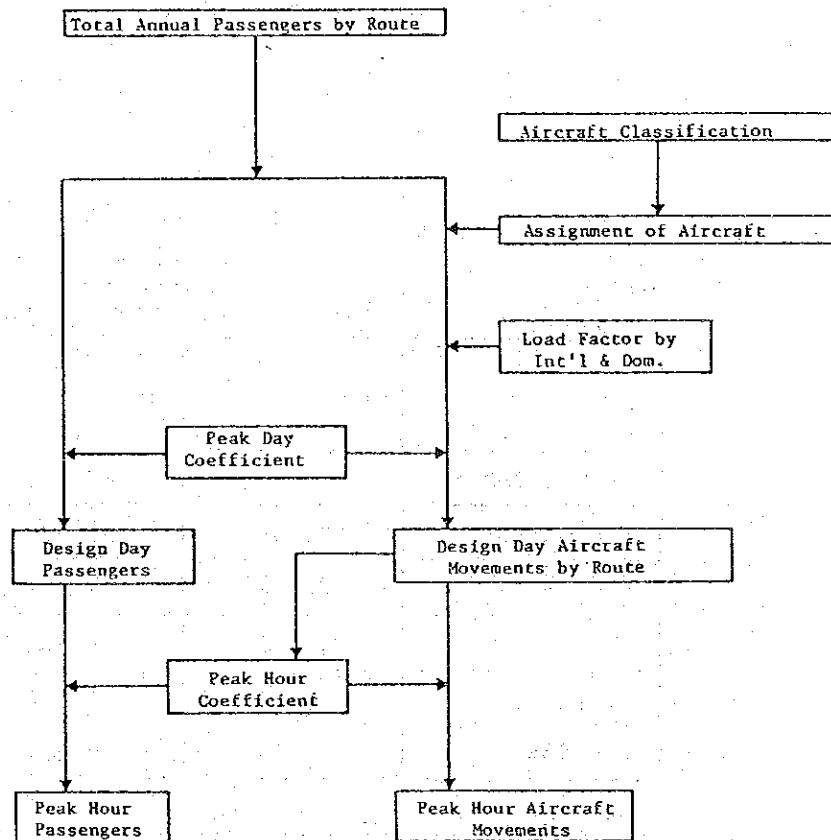 Total Annual Passengers by Route
Aircraft Classification
Assignment of Aircraft
Load Factor by
Int'l & Dom.
Peak Day
Coefficient
Design Day
Passengers
Design Day Aircraft
Movements by Route
Peak Hour
Coefficient
Peak Hour
Passengers
Peak Hour Aircraft
Movements